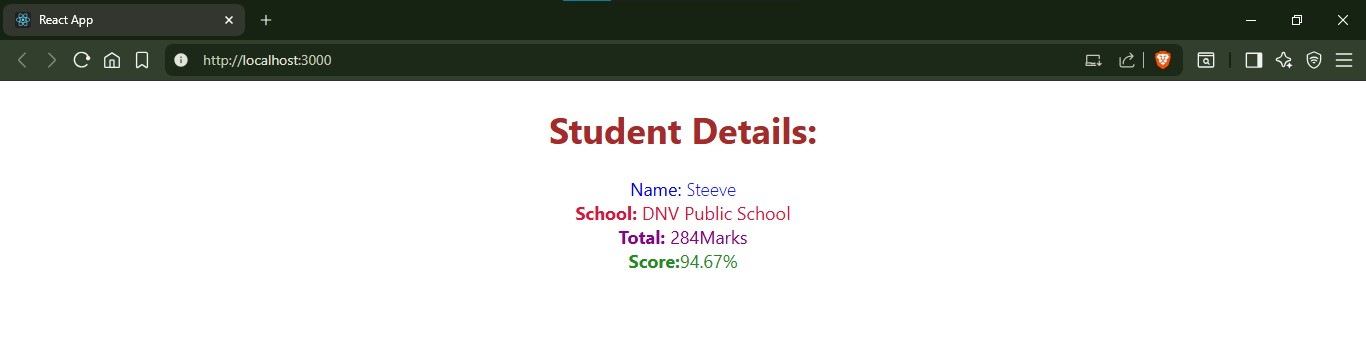 React App
http://localhost:3000
Student Details:
Name: Steeve
School: DNV Public School
Total: 284Marks
Score:94.67%